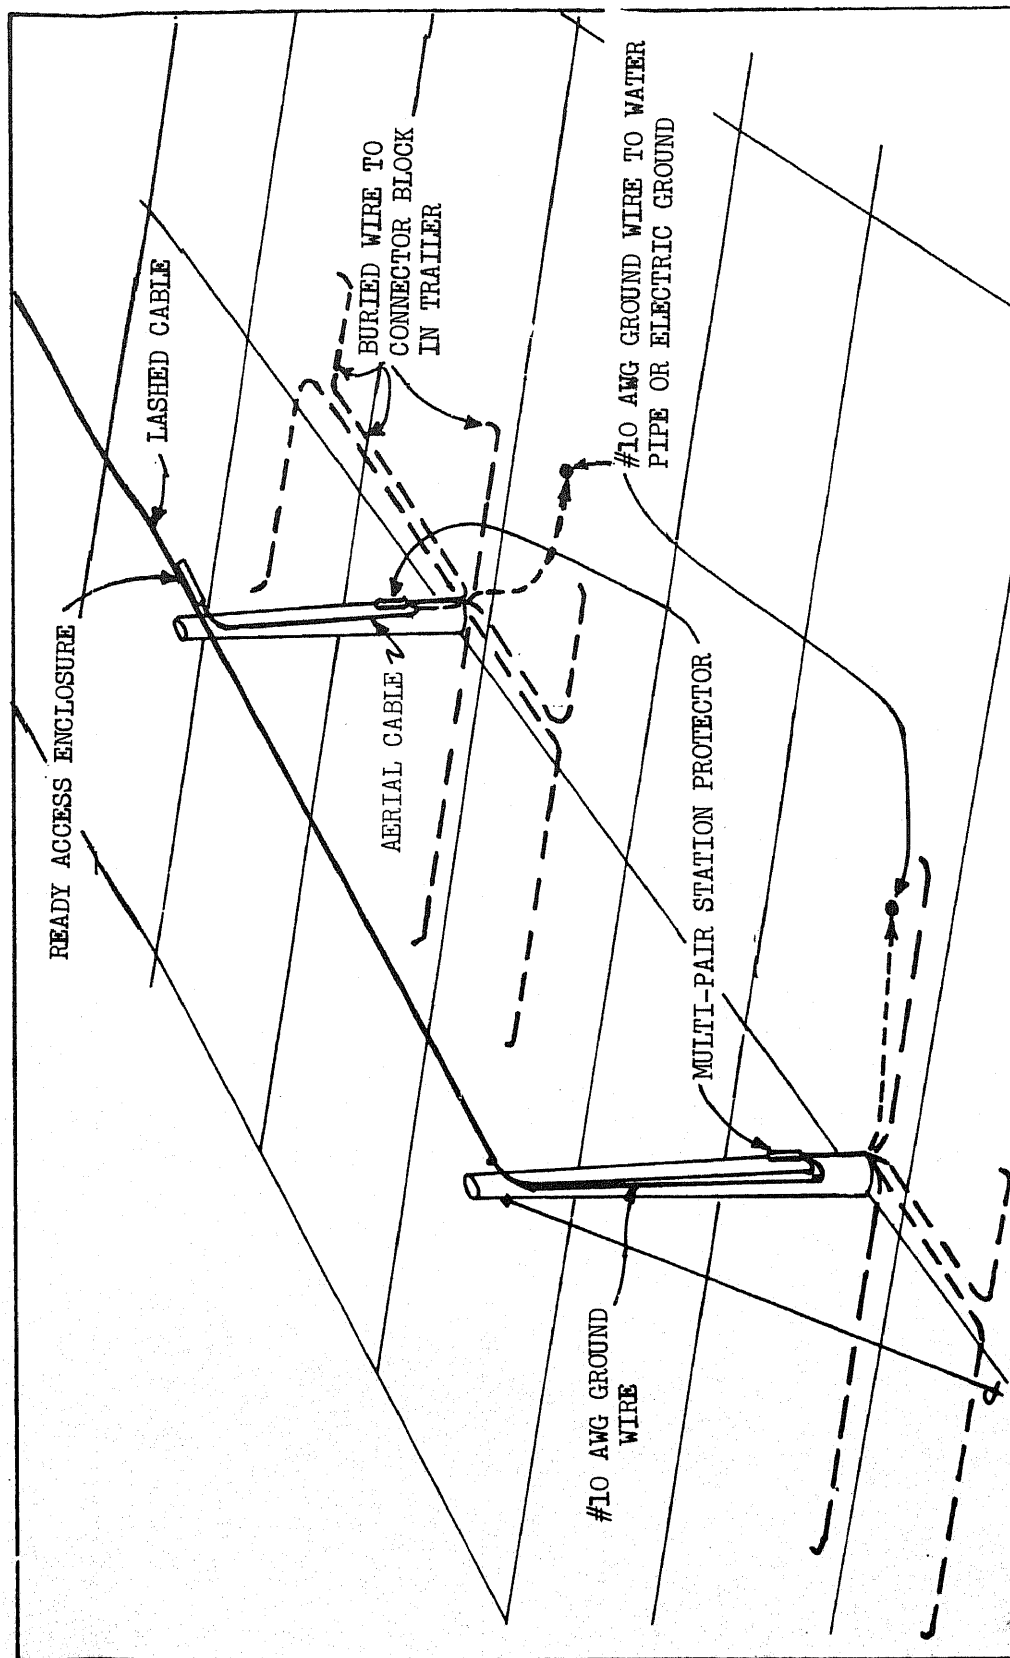 READY ACCESS ENCLOSURE
LASHED CABLE
BURIED WIRE TO
CONNECTOR BLOCK
IN TRAILER
AERIAL CABLE
#10 AWG GROUND WIRE TO WATER
PIPE OR ELECTRIC GROUND
MULTI-PAIR STATION PROTECTOR
#10 AWG GROUND
WIRE